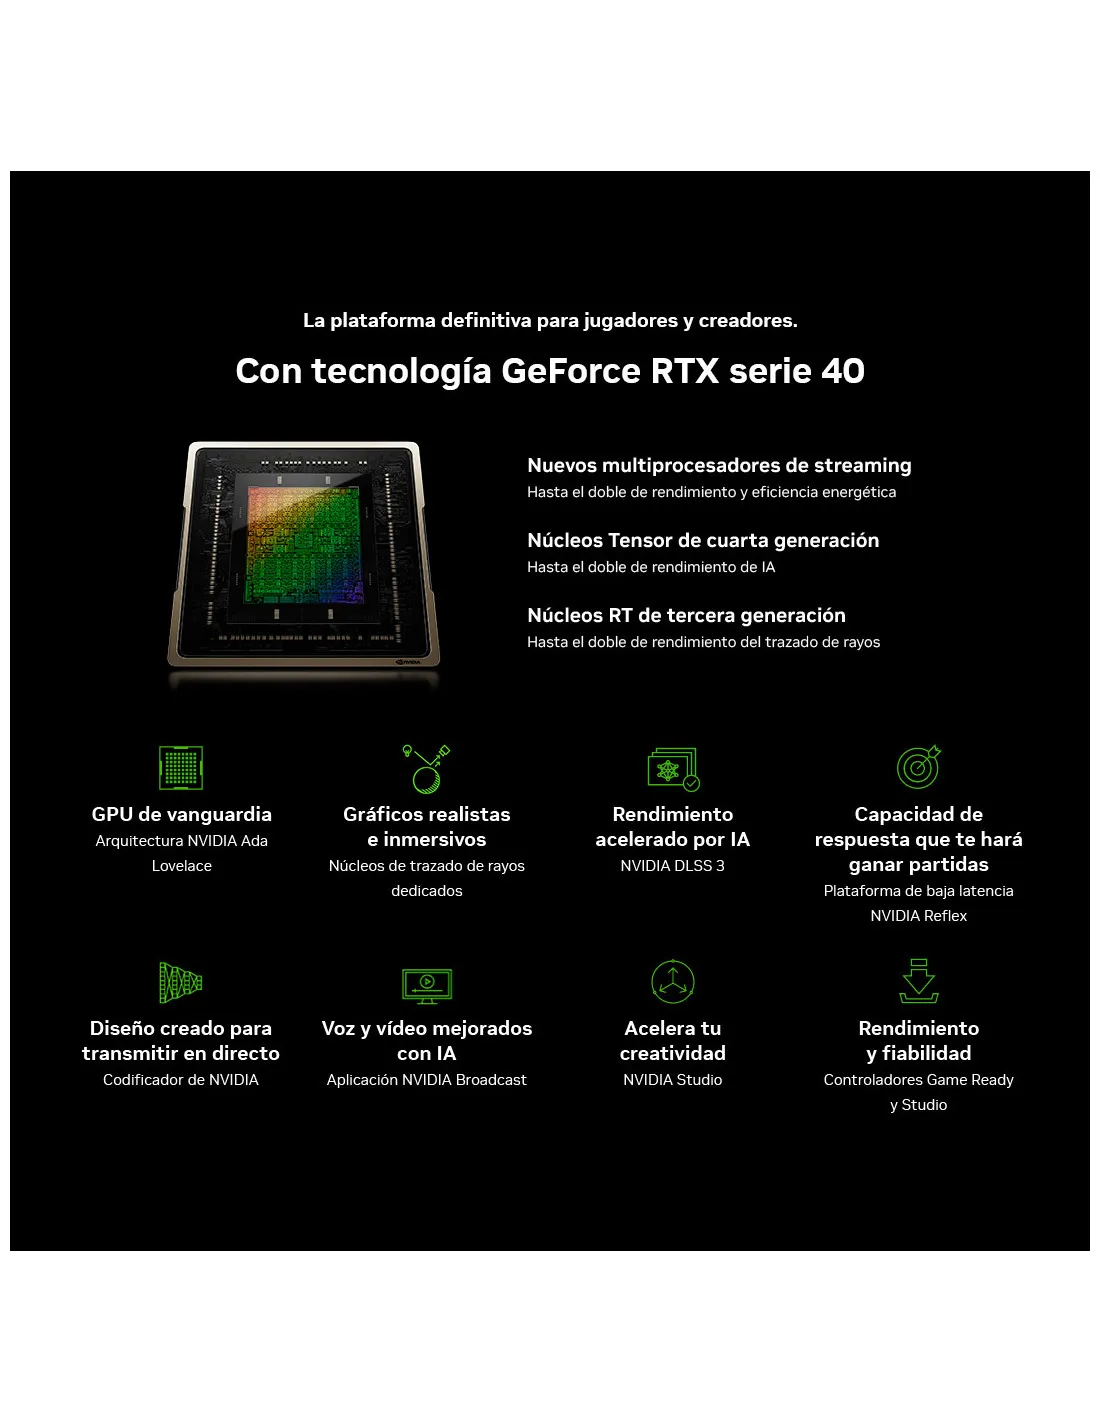 La plataforma definitiva para jugadores y creadores.
Con tecnología GeForce RTX serie 40
Nuevos multiprocesadores de streaming
Hasta el doble de rendimiento y eficiencia energética
Núcleos Tensor de cuarta generación
Hasta el doble de rendimiento de IA
Núcleos RT de tercera generación
Hasta el doble de rendimiento del trazado de rayos
NVIDIA
GPU de vanguardia
Arquitectura NVIDIA Ada
Lovelace
Gráficos realistas
e inmersivos
Núcleos de trazado de rayos
dedicados
Rendimiento
acelerado por IA
NVIDIA DLSS 3
Capacidad de
respuesta que te hará
ganar partidas
Plataforma de baja latencia
NVIDIA Reflex
Diseño creado para
transmitir en directo
Codificador de NVIDIA
Voz y vídeo mejorados
con IA
Aplicación NVIDIA Broadcast
Acelera tu
creatividad
NVIDIA Studio
Rendimiento
y fiabilidad
Controladores Game Ready
y Studio